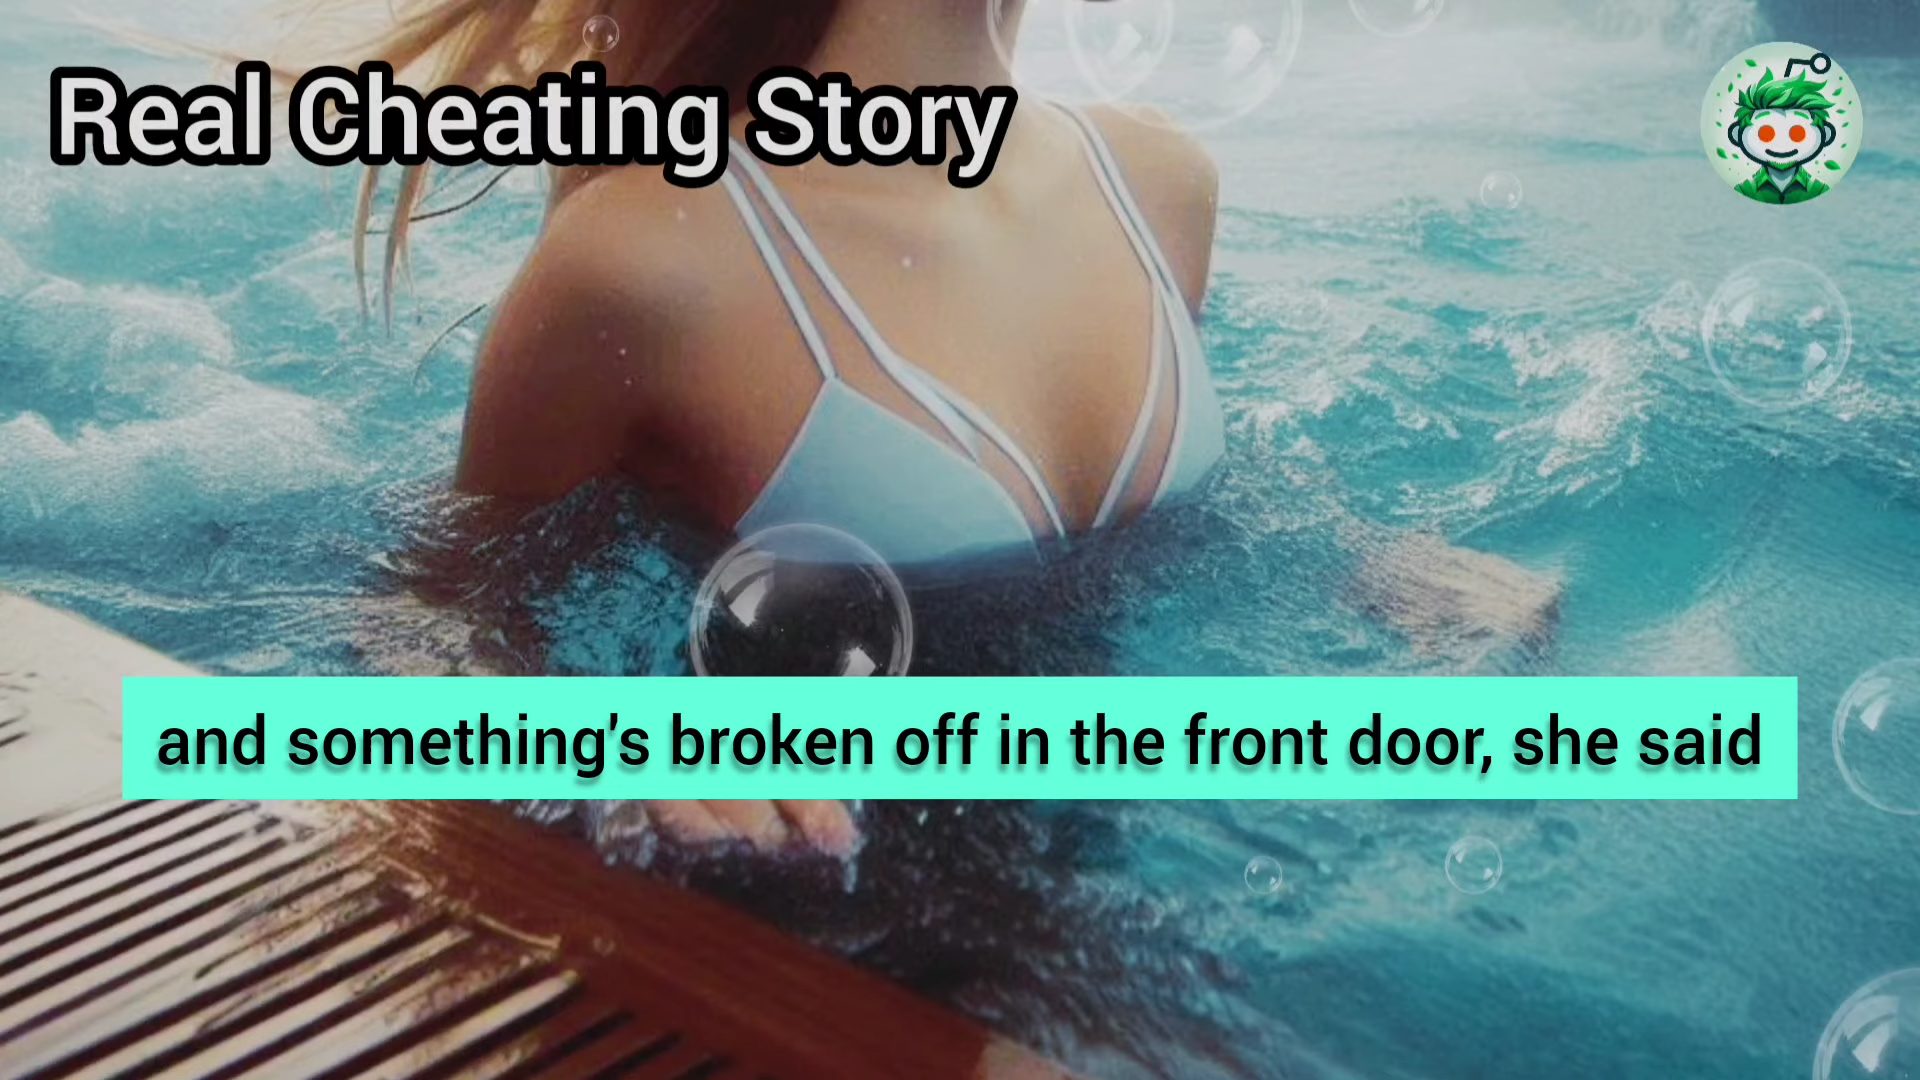 Real Cheating Story
and something's broken off in the front door, she said